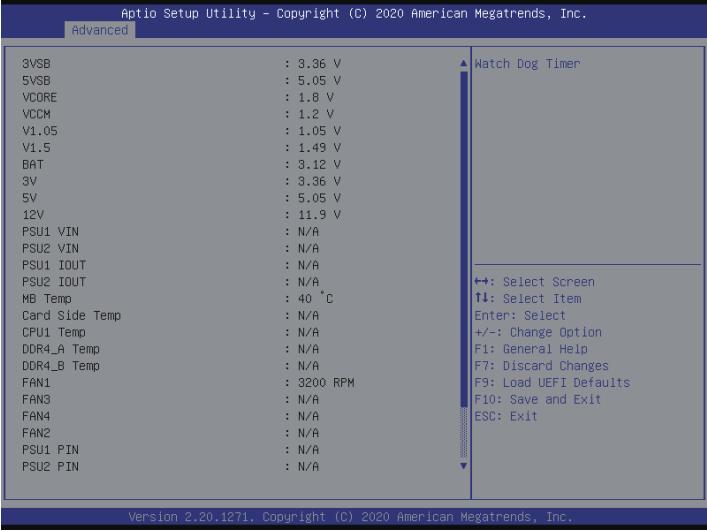 Aptio Setup Utility – Copyright (C) 2020 American Megatrends, Inc.
Advanced
3VSB : 3.36 V
5VSB : 5.05 V
VCORE : 1.8 V
VCCM : 1.2 V
V1.05 : 1.05 V
V1.5 : 1.49 V
BAT : 3.12 V
3V : 3.36 V
5V : 5.05 V
12V : 11.9 V
PSU1 VIN : N/A
PSU2 VIN : N/A
PSU1 IOUT : N/A
PSU2 IOUT : N/A
MB Temp : 40 °C
Card Side Temp : N/A
CPU1 Temp : N/A
DDR4_A Temp : N/A
DDR4_B Temp : N/A
FAN1 : 3200 RPM
FAN3 : N/A
FAN4 : N/A
FAN2 : N/A
PSU1 PIN : N/A
PSU2 PIN : N/A
Watch Dog Timer
↔: Select Screen
↑↓: Select Item
Enter: Select
+/-: Change Option
F1: General Help
F7: Discard Changes
F9: Load UEFI Defaults
F10: Save and Exit
ESC: Exit
Version 2.20.1271. Copyright (C) 2020 American Megatrends, Inc.